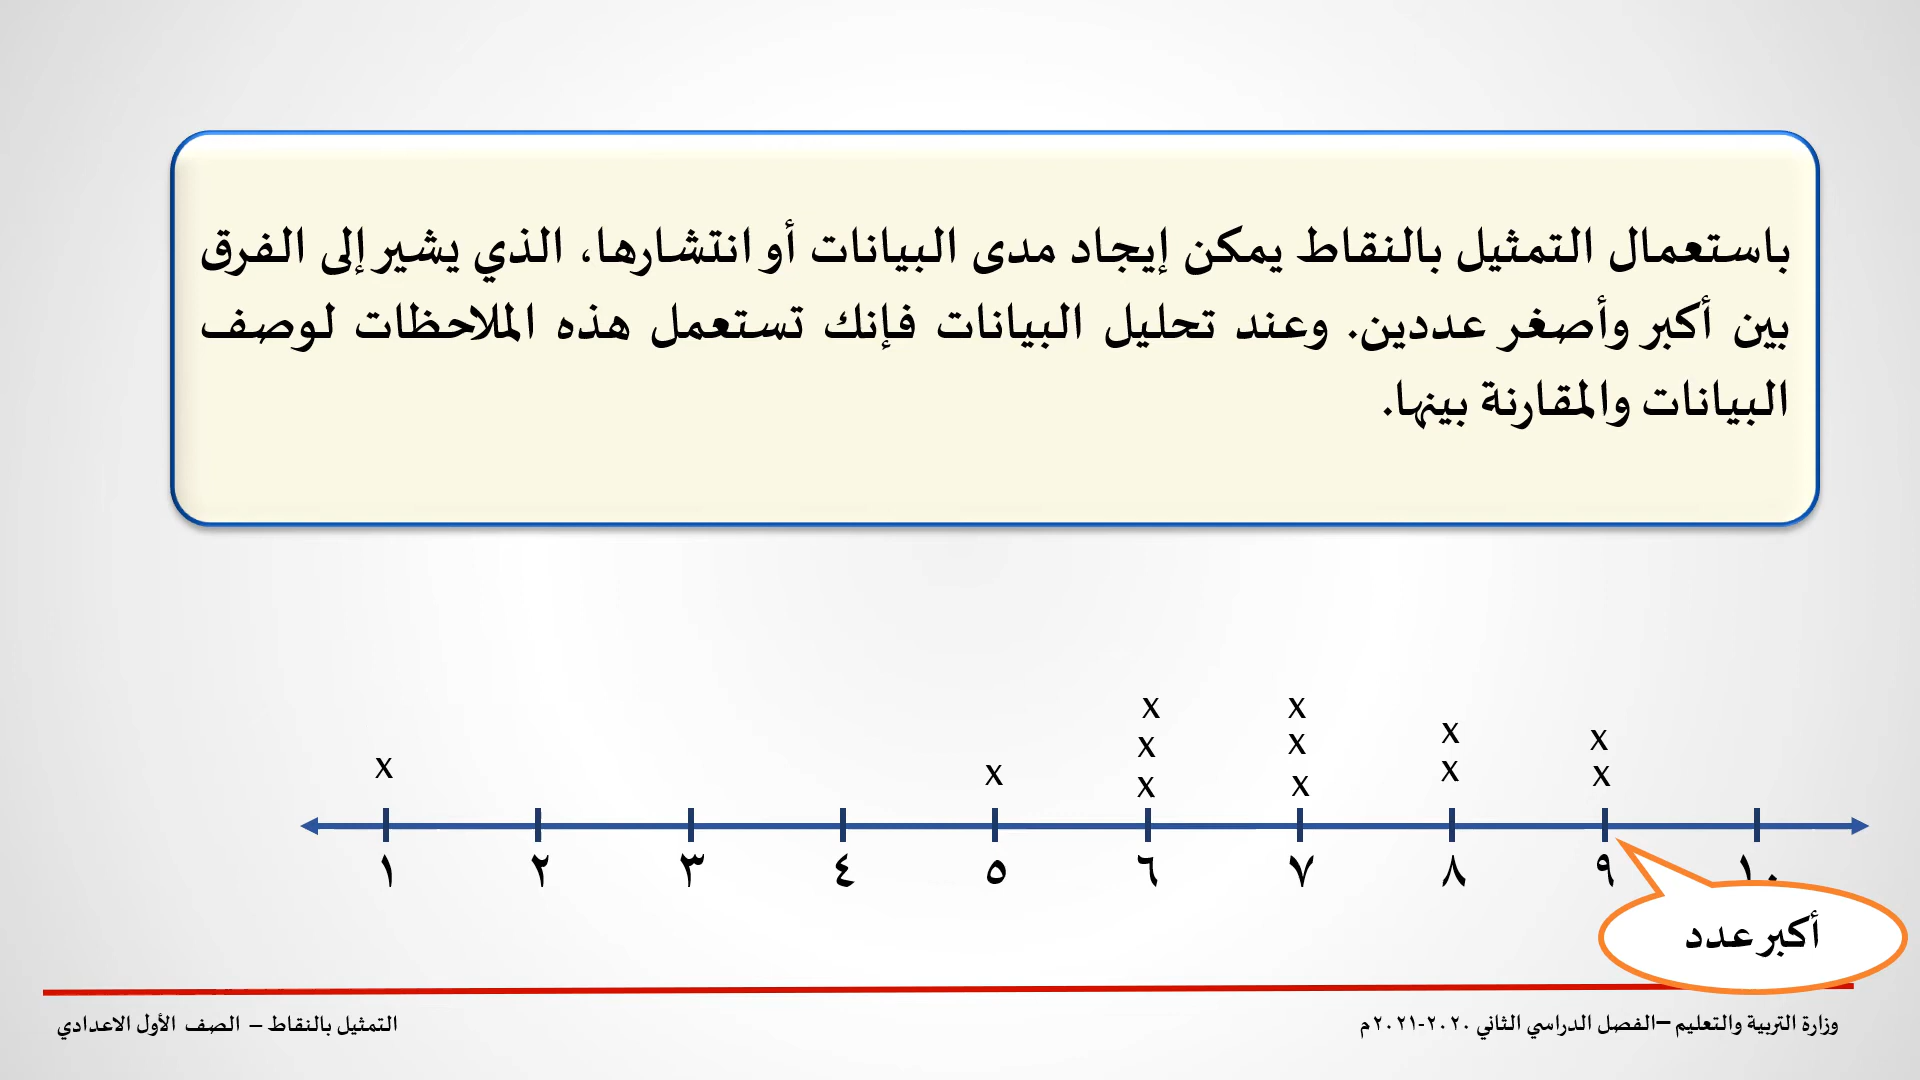 باستعمال التمثيل بالنقاط يمكن إيجاد مدى البيانات أو انتشارها، الذي يشير إلى الفرق
بين أكبر وأصغر عددين. وعند تحليل البيانات فإنك تستعمل هذه الملاحظات لوصف
البيانات والمقارنة بينها.
x x
x x
x x
x x x x
x x
x x
١ ٢ ٣ ٤ ٥ ٦ ٧ ٨ ٩ ١٠
أكبر عدد
وزارة التربية والتعليم –الفصل الدراسي الثاني ٢٠٢٠-٢٠٢١م
التمثيل بالنقاط – الصف الأول الاعدادي